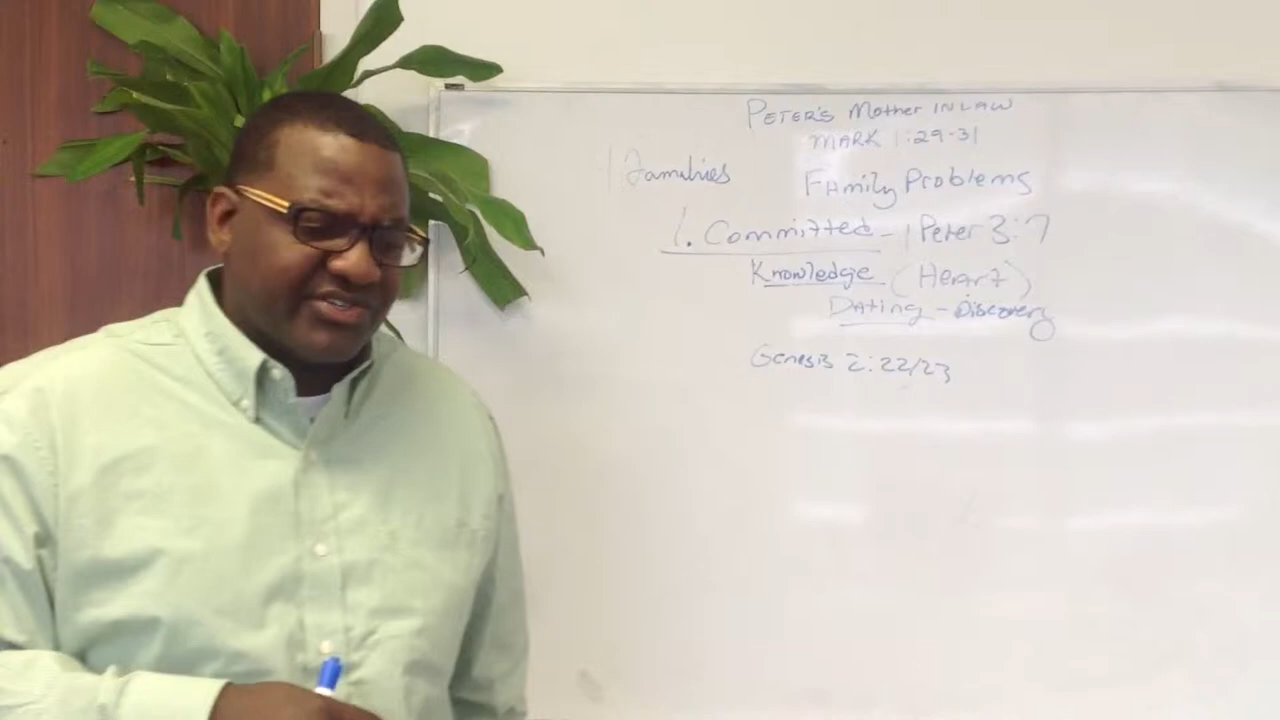 PETER'S Mother IN LAW
MARK 1:29-31
1 Families
Family Problems
1. Committed - 1 Peter 3:7
Knowledge (Heart)
Dating - Discovery
Genesis 2:22/23